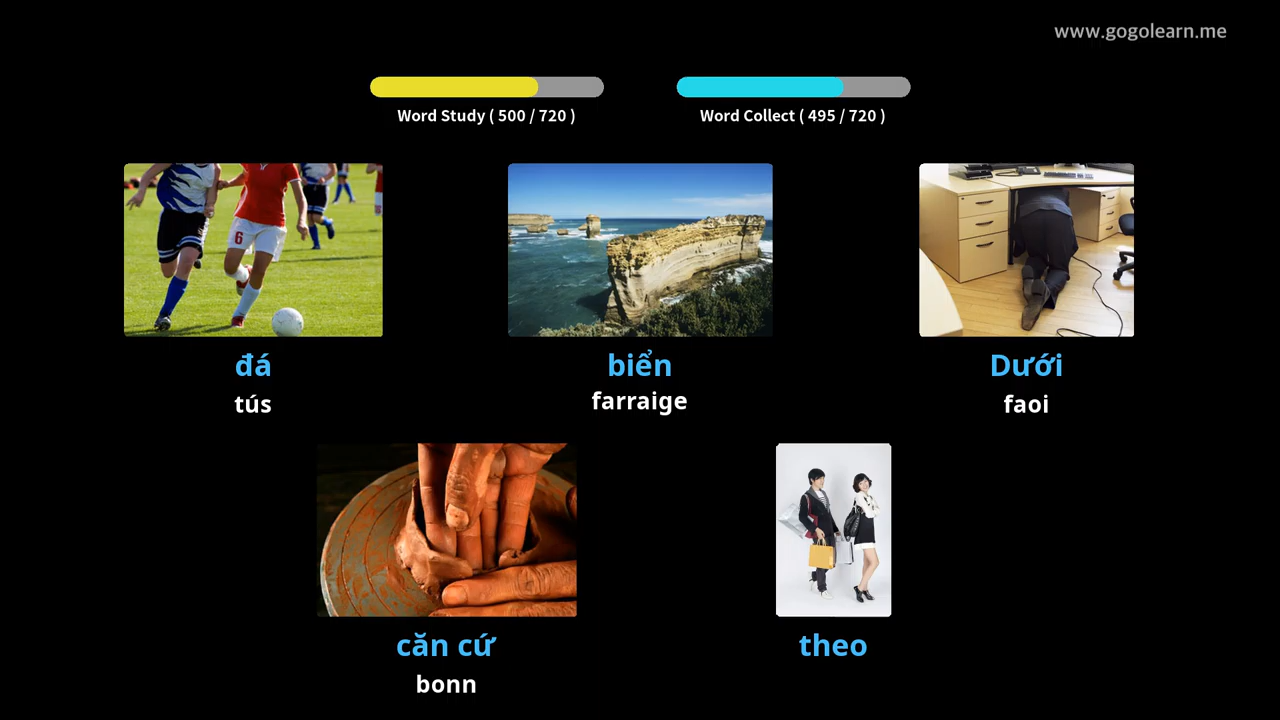 www.gogolearn.me
Word Study ( 500 / 720 )
Word Collect ( 495 / 720 )
đá
tús
biển
farraige
Dưới
faoi
căn cứ
bonn
theo